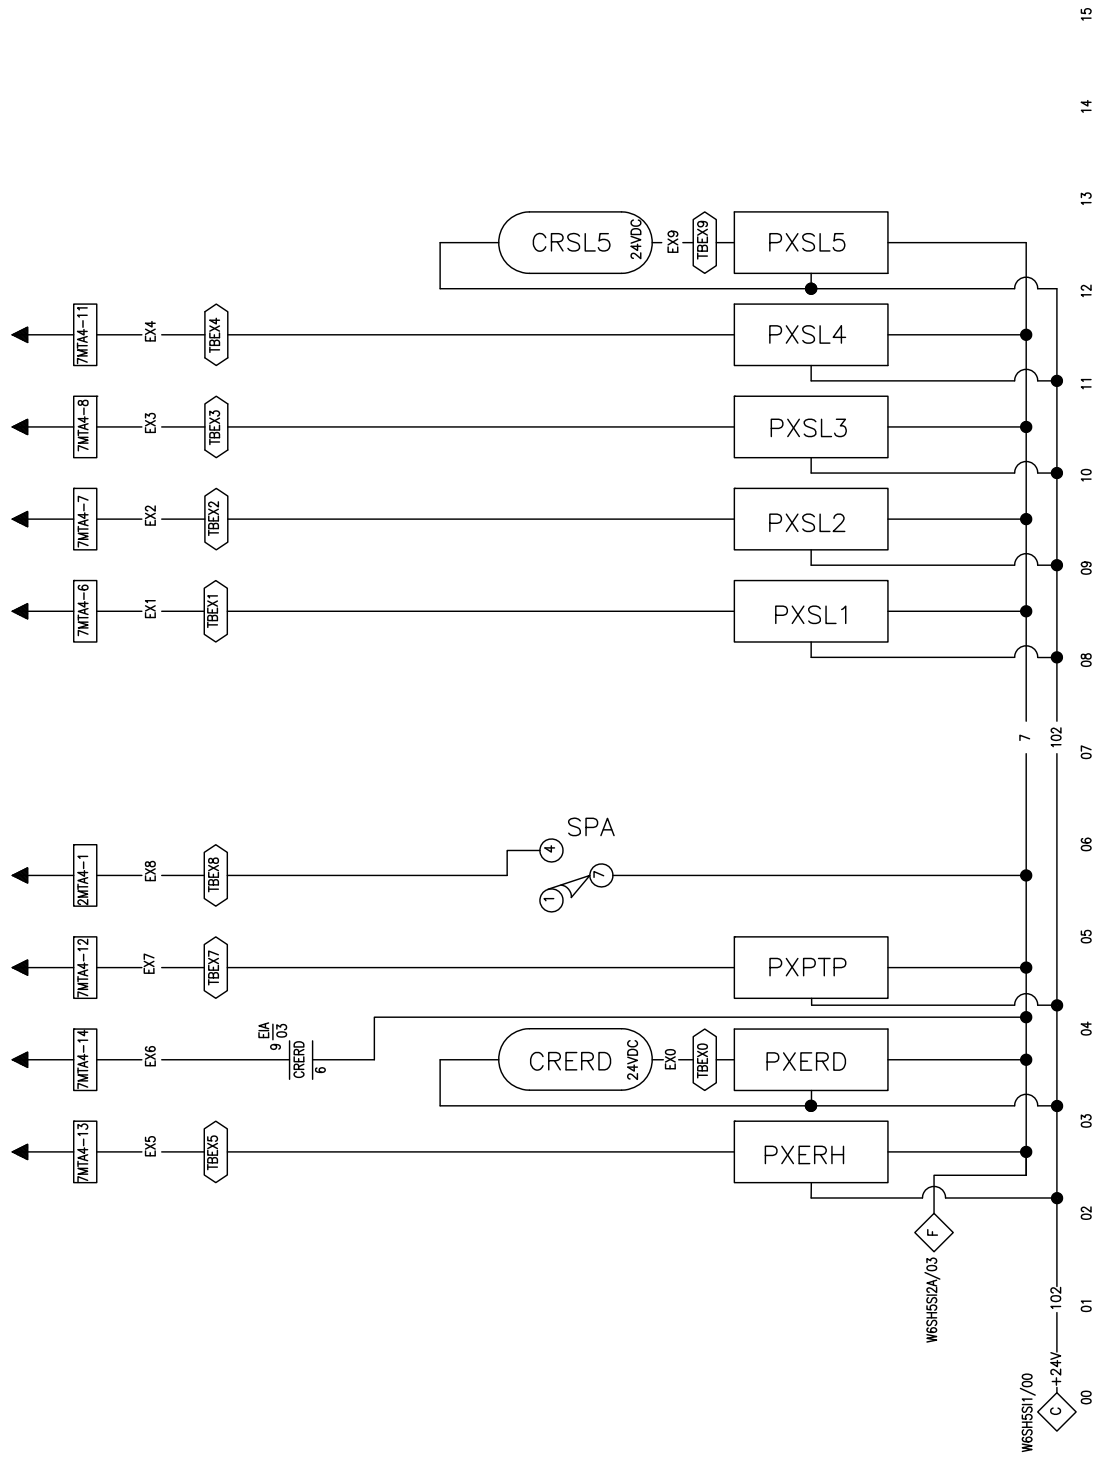 00
W6SH5SI1/00
C
+24V
102
01
W6SH5SI2A/03
F
02
7MTA4-13
EX5
TBEX5
PXERH
03
7MTA4-14
EX6
EIA
9 03
CRERD
6
CRERD
24VDC
EX0
TBEX0
PXERD
04
7MTA4-12
EX7
TBEX7
PXPTP
05
2MTA4-1
EX8
TBEX8
1
4
7
SPA
06
7
102
07
08
7MTA4-6
EX1
TBEX1
PXSL1
09
7MTA4-7
EX2
TBEX2
PXSL2
10
7MTA4-8
EX3
TBEX3
PXSL3
11
7MTA4-11
EX4
TBEX4
PXSL4
12
CRSL5
24VDC
EX9
TBEX9
PXSL5
13
14
15